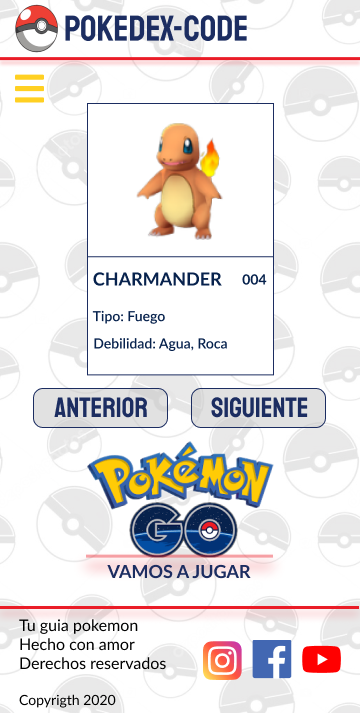 POKEDEX-CODE
CHARMANDER 004
Tipo: Fuego
Debilidad: Agua, Roca
ANTERIOR SIGUIENTE
POKéMON
GO
VAMOS A JUGAR
Tu guia pokemon
Hecho con amor
Derechos reservados
Copyrigth 2020